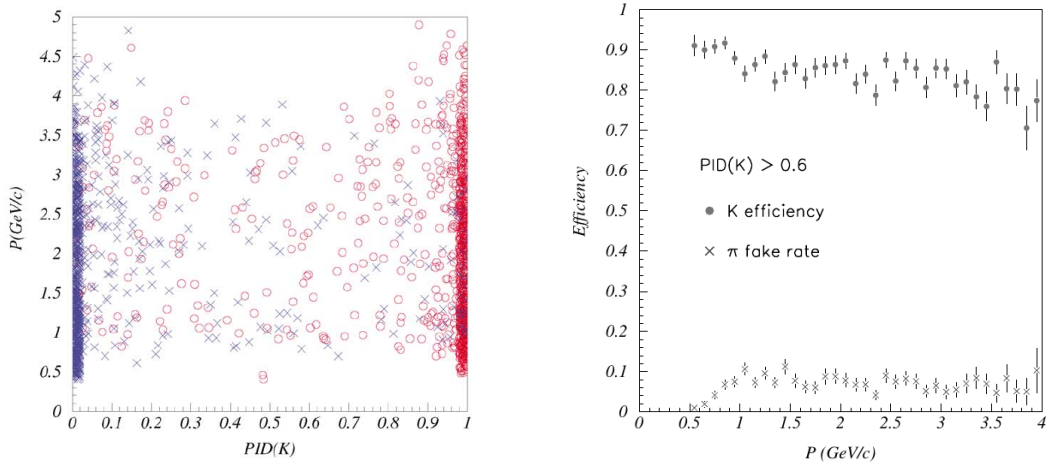 P(GeV/c)
5
4.5
4
3.5
3
2.5
2
1.5
1
0.5
0
0 0.1 0.2 0.3 0.4 0.5 0.6 0.7 0.8 0.9 1
PID(K)
Efficiency
1
0.9
0.8
0.7
0.6
0.5
0.4
0.3
0.2
0.1
0
PID(K) > 0.6
K efficiency
π fake rate
0 0.5 1 1.5 2 2.5 3 3.5 4
P (GeV/c)